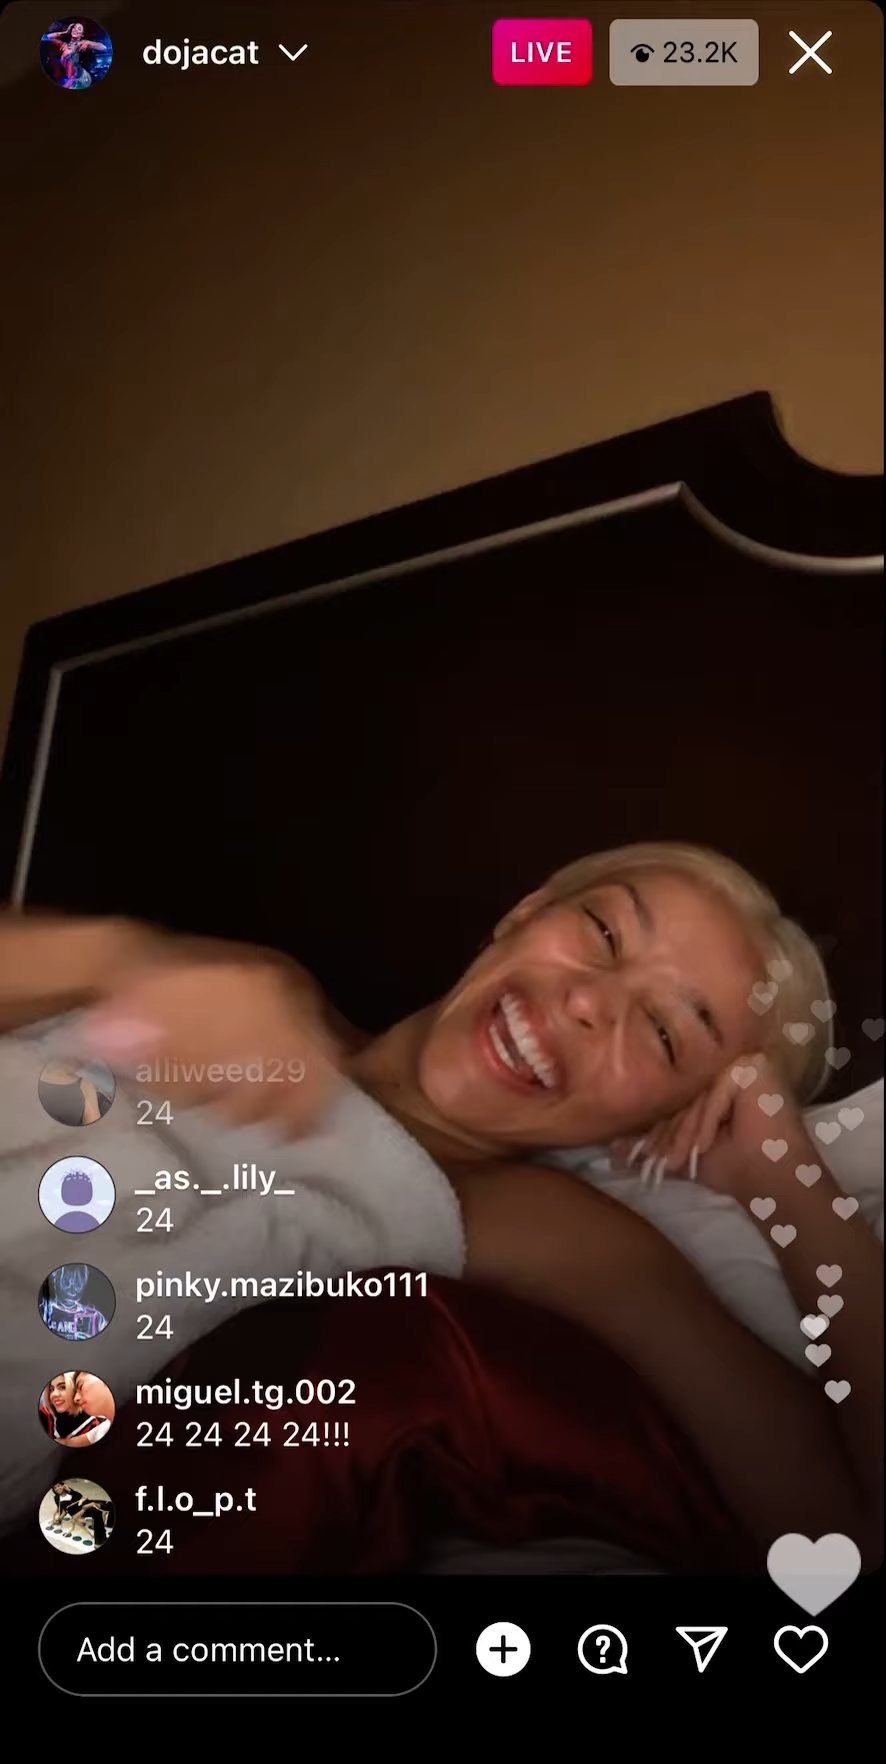 dojacat
LIVE
23.2K
alliweed29
24
_as._.lily_
24
pinky.mazibuko111
24
miguel.tg.002
24 24 24 24!!!
f.l.o_p.t
24
Add a comment...